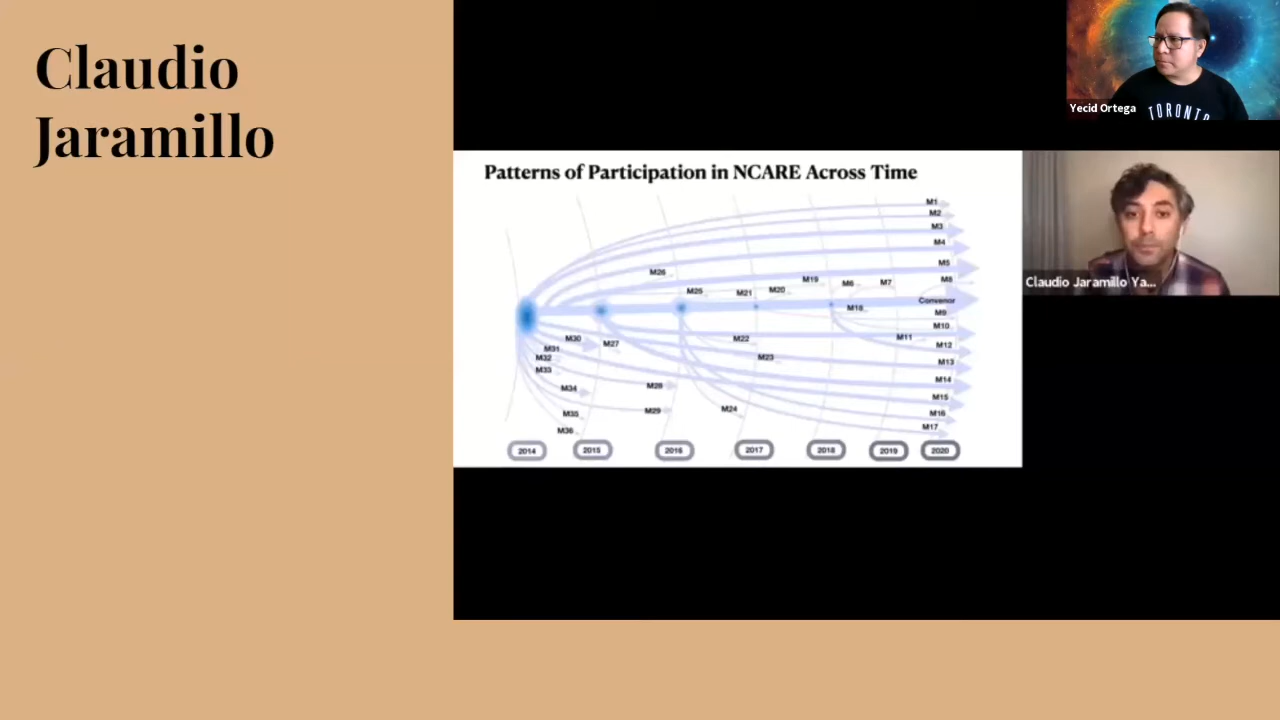 Claudio
Jaramillo
Yecid Ortega
TORONTO
Claudio Jaramillo Ya...
Patterns of Participation in NCARE Across Time
M1
M2
M3
M4
M5
M26
M25
M21
M20
M19
M6
M7
M8
Convenor
M18
M9
M10
M11
M12
M30
M27
M22
M31
M32
M33
M23
M13
M34
M28
M14
M15
M35
M29
M24
M16
M36
M17
2014
2015
2016
2017
2018
2019
2020